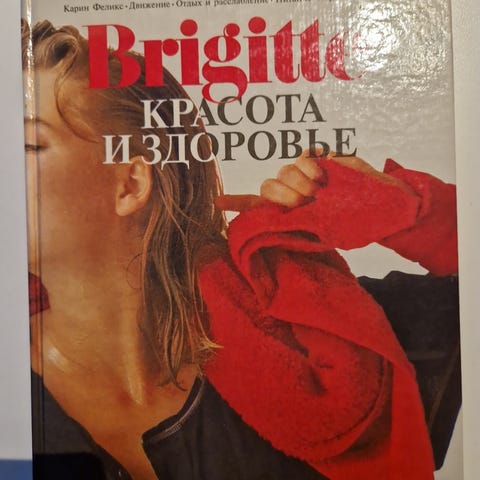 Карин Феликс • Движение • Отдых и расслабление •
Brigitte
КРАСОТА
И ЗДОРОВЬЕ